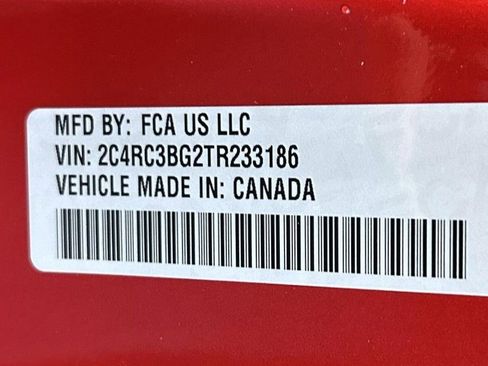 MFD BY: FCA US LLC
VIN: 2C4RC3BG2TR233186
VEHICLE MADE IN: CANADA